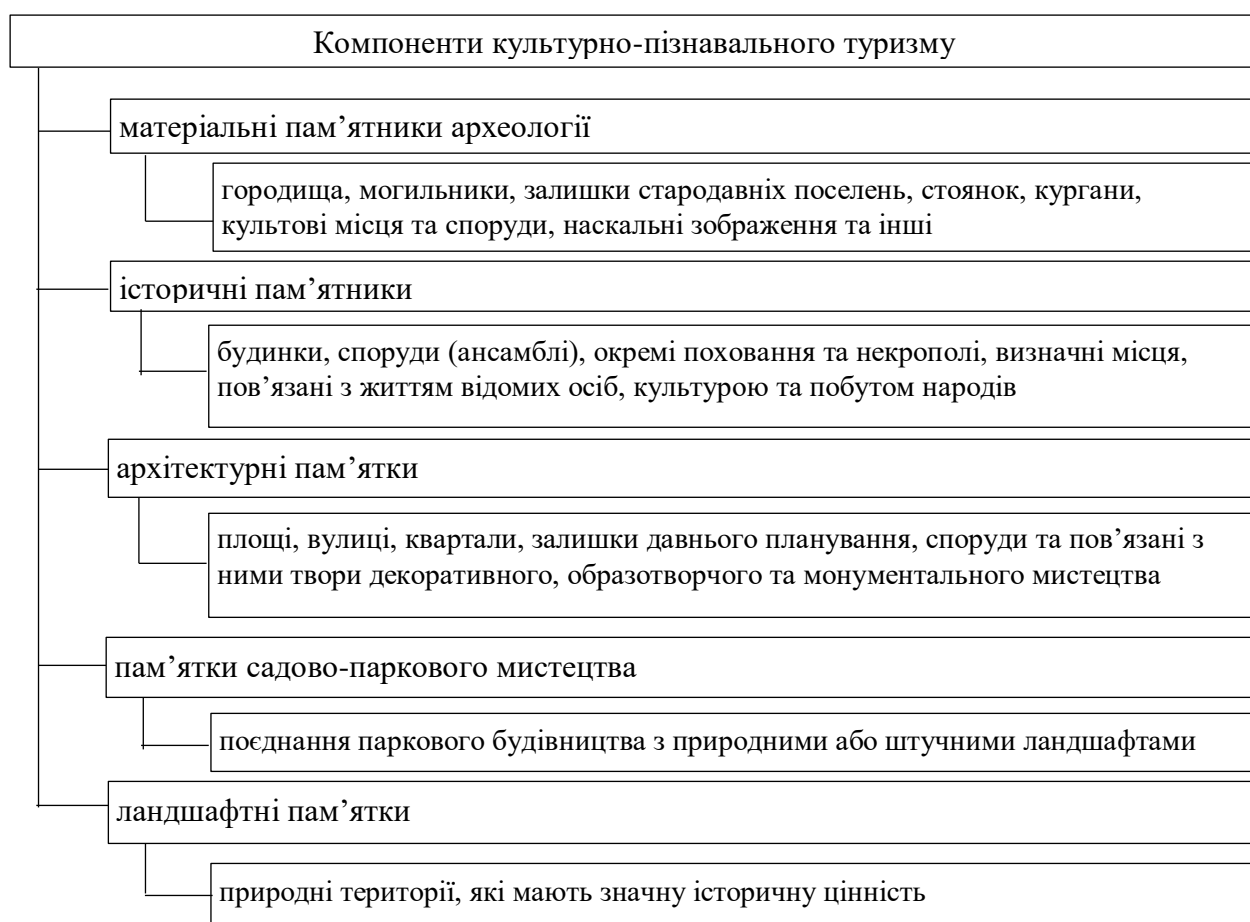 Компоненти культурно-пізнавального туризму
матеріальні пам’ятники археології
городища, могильники, залишки стародавніх поселень, стоянок, кургани,
культові місця та споруди, наскальні зображення та інші
історичні пам’ятники
будинки, споруди (ансамблі), окремі поховання та некрополі, визначні місця,
пов’язані з життям відомих осіб, культурою та побутом народів
архітектурні пам’ятки
площі, вулиці, квартали, залишки давнього планування, споруди та пов’язані з
ними твори декоративного, образотворчого та монументального мистецтва
пам’ятки садово-паркового мистецтва
поєднання паркового будівництва з природними або штучними ландшафтами
ландшафтні пам’ятки
природні території, які мають значну історичну цінність